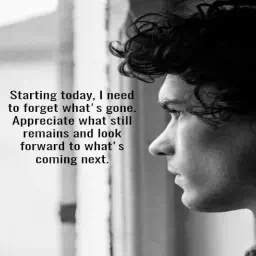 Starting today, I need
to forget what's gone.
Appreciate what still
remains and look
forward to what's
coming next.